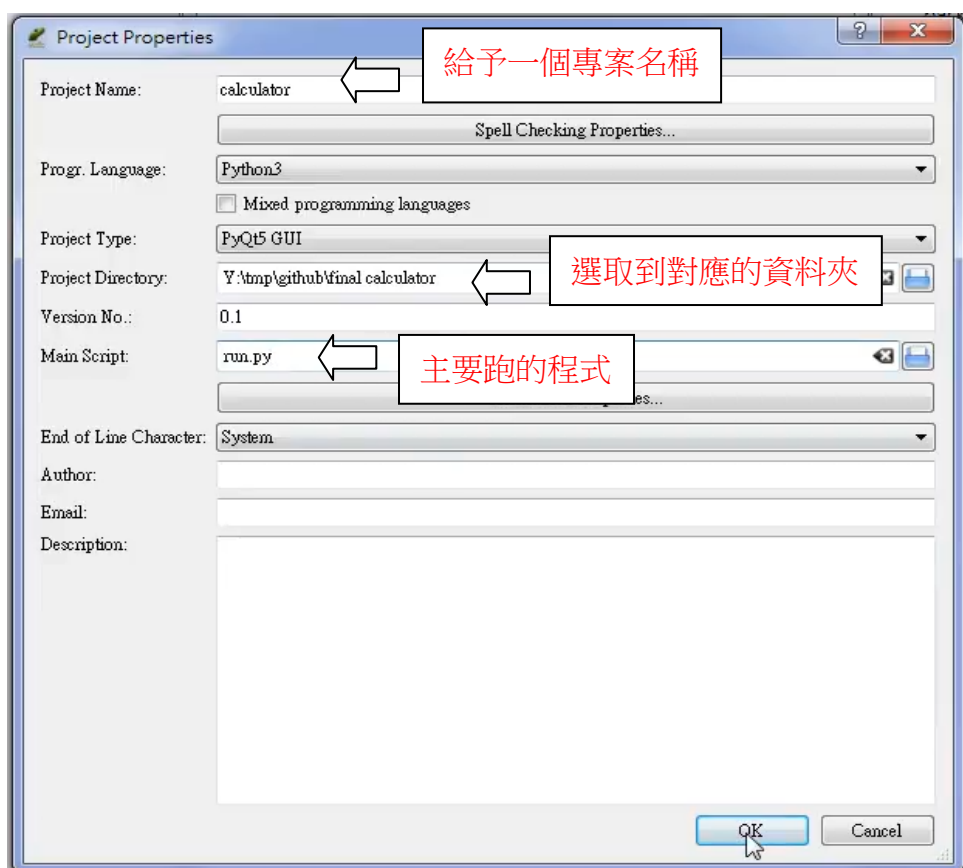 Project Properties
給予一個專案名稱
Project Name:
calculator
Spell Checking Properties...
Progr. Language:
Python3
Mixed programming languages
Project Type:
PyQt5 GUI
Project Directory:
Y:\tmp\github\final calculator
選取到對應的資料夾
Version No.:
0.1
Main Script:
run.py
主要跑的程式
es...
End of Line Character:
System
Author:
Email:
Description:
OK
Cancel